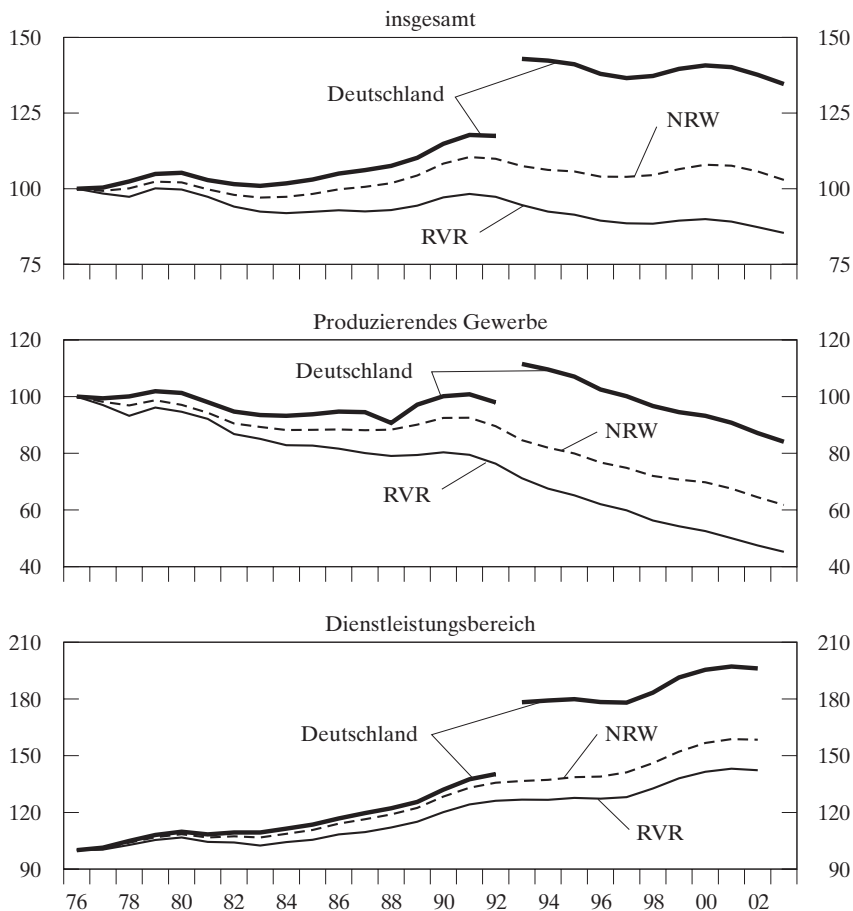 insgesamt
150 150
Deutschland
125 125
NRW
100 100
RVR
75 75
Produzierendes Gewerbe
120 120
Deutschland
100 100
80 80
NRW
RVR
60 60
40 40
Dienstleistungsbereich
210 210
180 180
Deutschland NRW
150 150
120 120
RVR
90 90
76 78 80 82 84 86 88 90 92 94 96 98 00 02